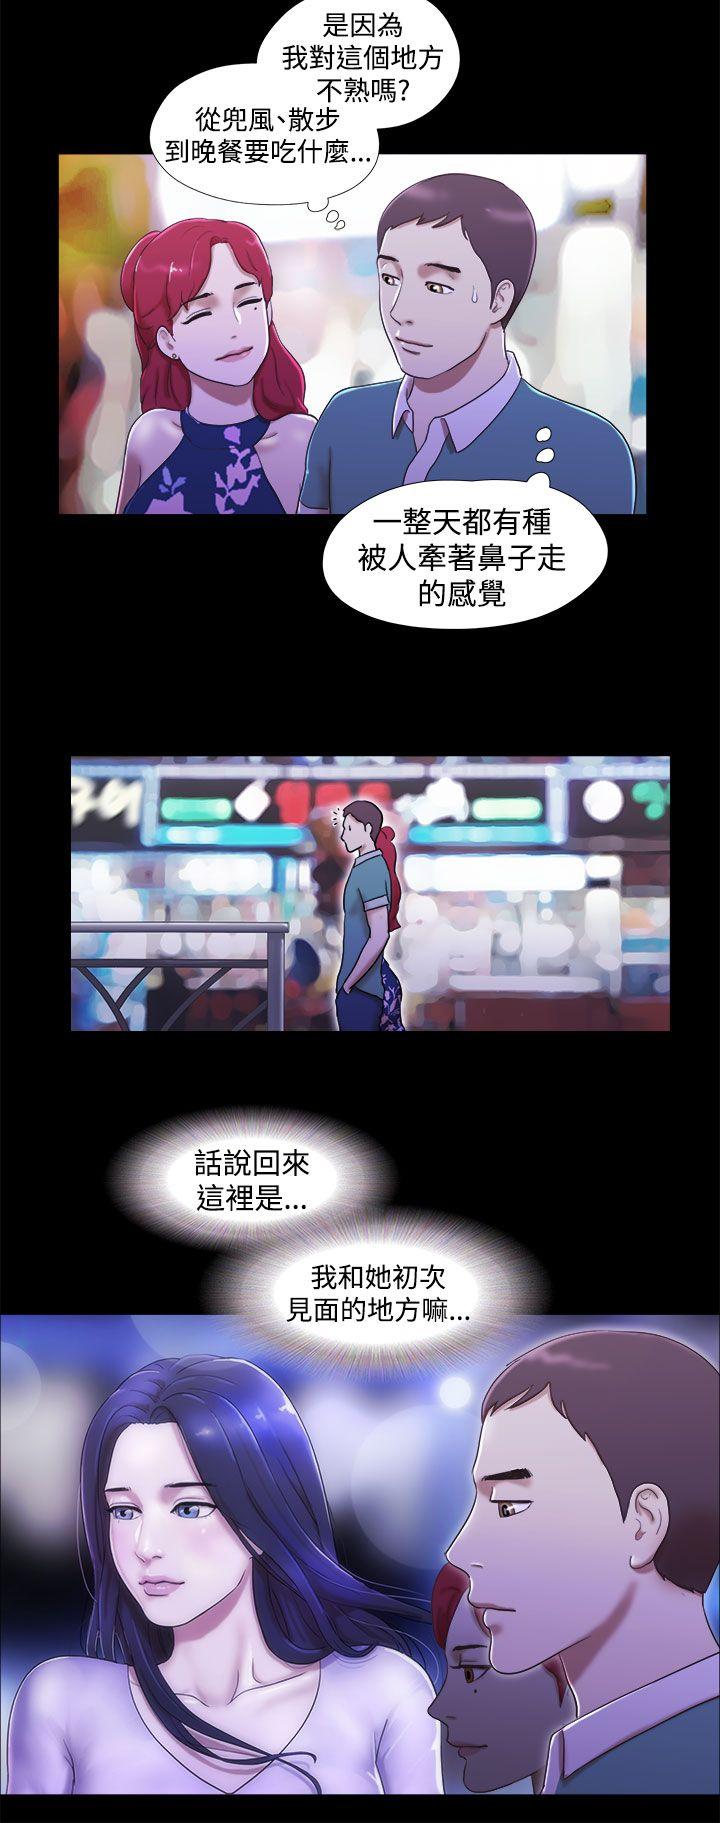 是因為
我對這個地方
不熟嗎?
從兜風、散步
到晚餐要吃什麼...
一整天都有種
被人牽著鼻子走
的感覺
話說回來
這裡是...
我和她初次
見面的地方嘛...